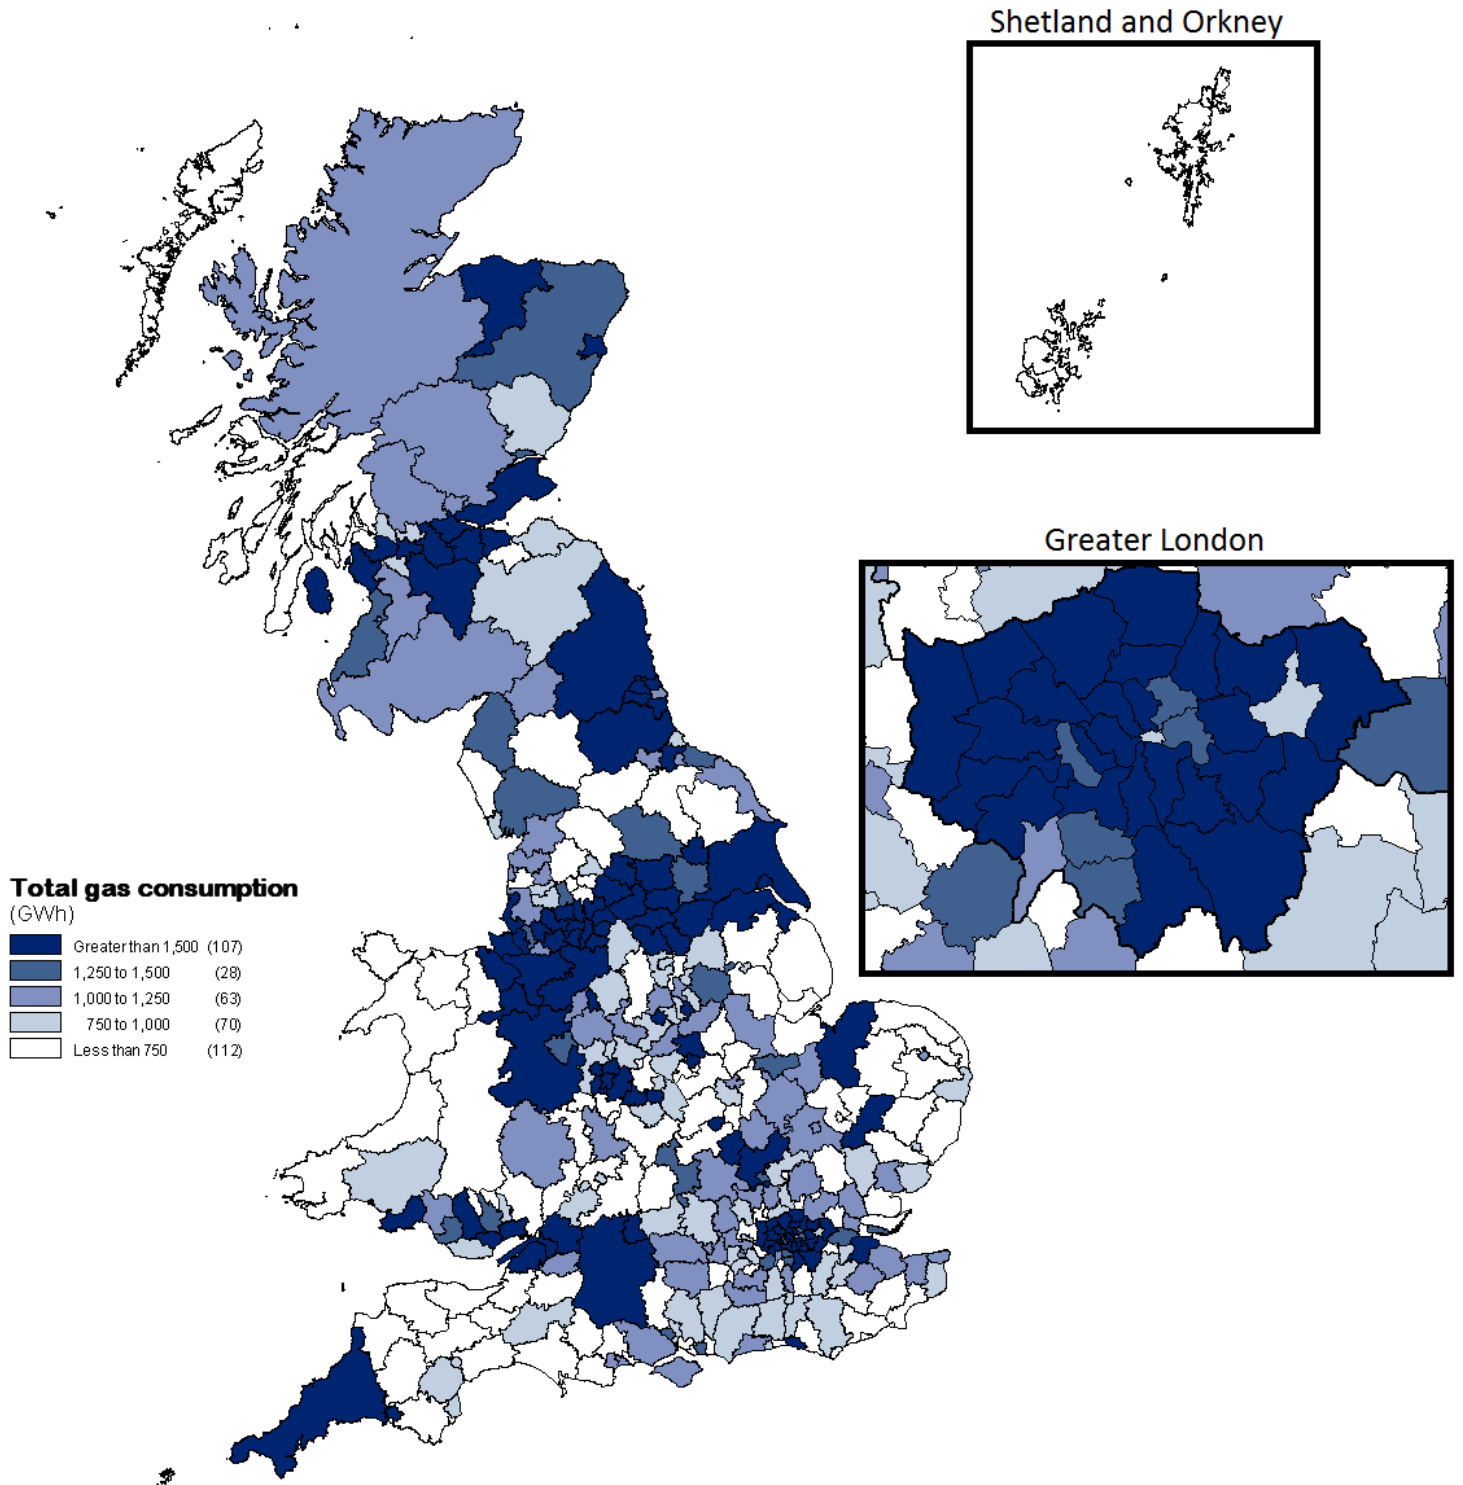 Shetland and Orkney
Greater London
Total gas consumption
(GWh)
Greater than 1,500 (107)
1,250 to 1,500 (28)
1,000 to 1,250 (63)
750 to 1,000 (70)
Less than 750 (112)